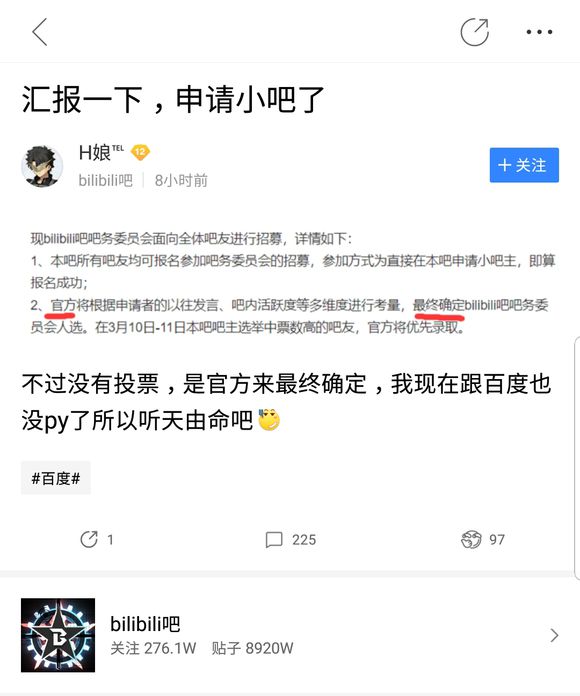 汇报一下，申请小吧了
H娘℡ 12
bilibili吧 8小时前
+ 关注
现bilibili吧吧务委员会面向全体吧友进行招募，详情如下：
1、本吧所有吧友均可报名参加吧务委员会的招募，参加方式为直接在本吧申请小吧主，即算
报名成功；
2、官方将根据申请者的以往发言、吧内活跃度等多维度进行考量，最终确定bilibili吧吧务委
员会人选。在3月10日-11日本吧吧主选举中票数高的吧友，官方将优先录取。
不过没有投票，是官方来最终确定，我现在跟百度也
没py了所以听天由命吧
#百度#
1 225 97
bilibili吧
关注 276.1W 贴子 8920W